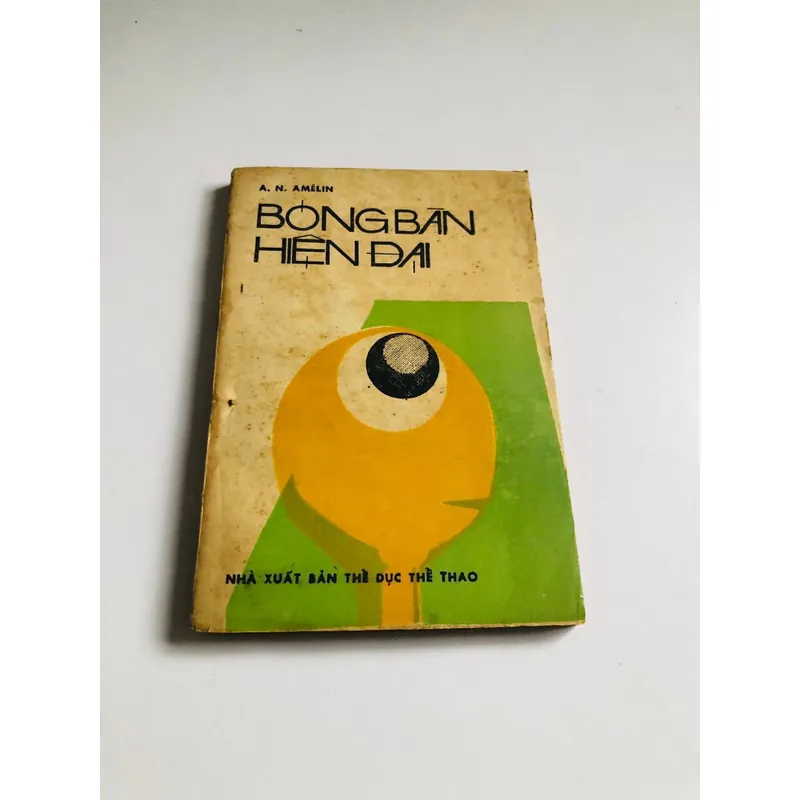 A. N. AMÊLIN
BÓNG BÀN
HIỆN ĐẠI
NHÀ XUẤT BẢN THỂ DỤC THỂ THAO